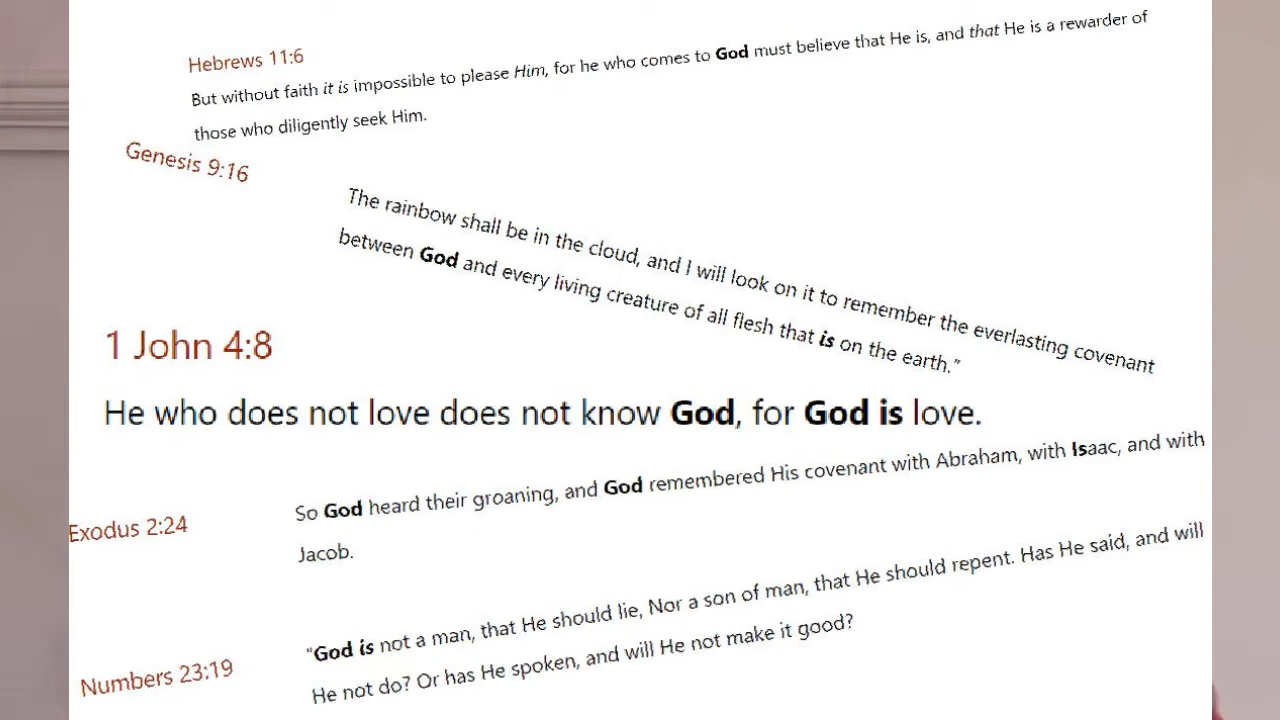 Hebrews 11:6
But without faith it is impossible to please Him, for he who comes to God must believe that He is, and that He is a rewarder of
those who diligently seek Him.
Genesis 9:16
The rainbow shall be in the cloud, and I will look on it to remember the everlasting covenant
between God and every living creature of all flesh that is on the earth.”
1 John 4:8
He who does not love does not know God, for God is love.
Exodus 2:24
So God heard their groaning, and God remembered His covenant with Abraham, with Isaac, and with
Jacob.
Numbers 23:19
“God is not a man, that He should lie, Nor a son of man, that He should repent. Has He said, and will
He not do? Or has He spoken, and will He not make it good?